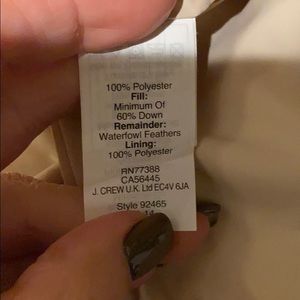 100% Polyester
Fill:
Minimum Of
60% Down
Remainder:
Waterfowl Feathers
Lining:
100% Polyester
RN77388
CA56445
J. CREW U.K. Ltd EC4V 6JA
Style 92465
14